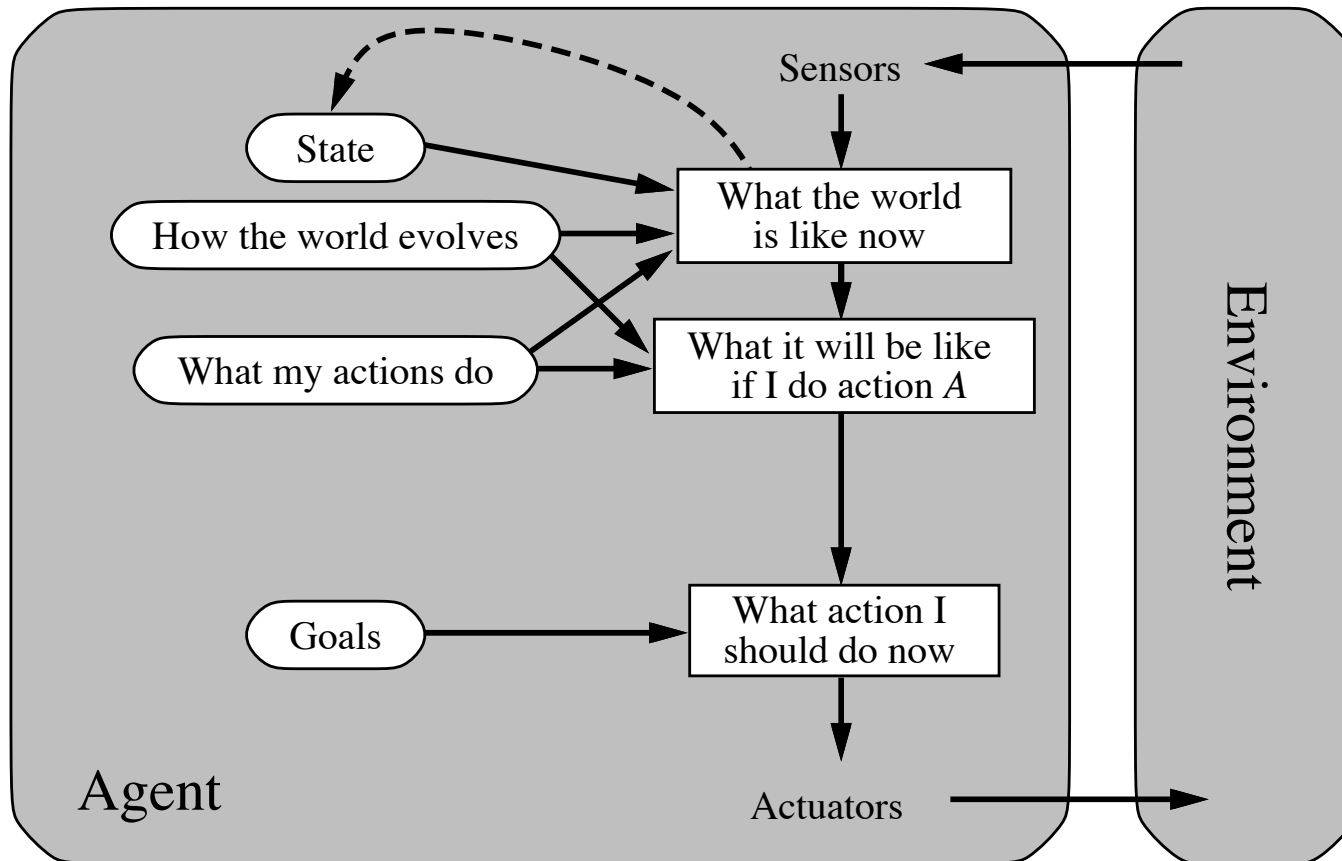 Sensors
State
What the world
is like now
How the world evolves
What it will be like
if I do action A
What my actions do
Environment
What action I
should do now
Goals
Agent
Actuators